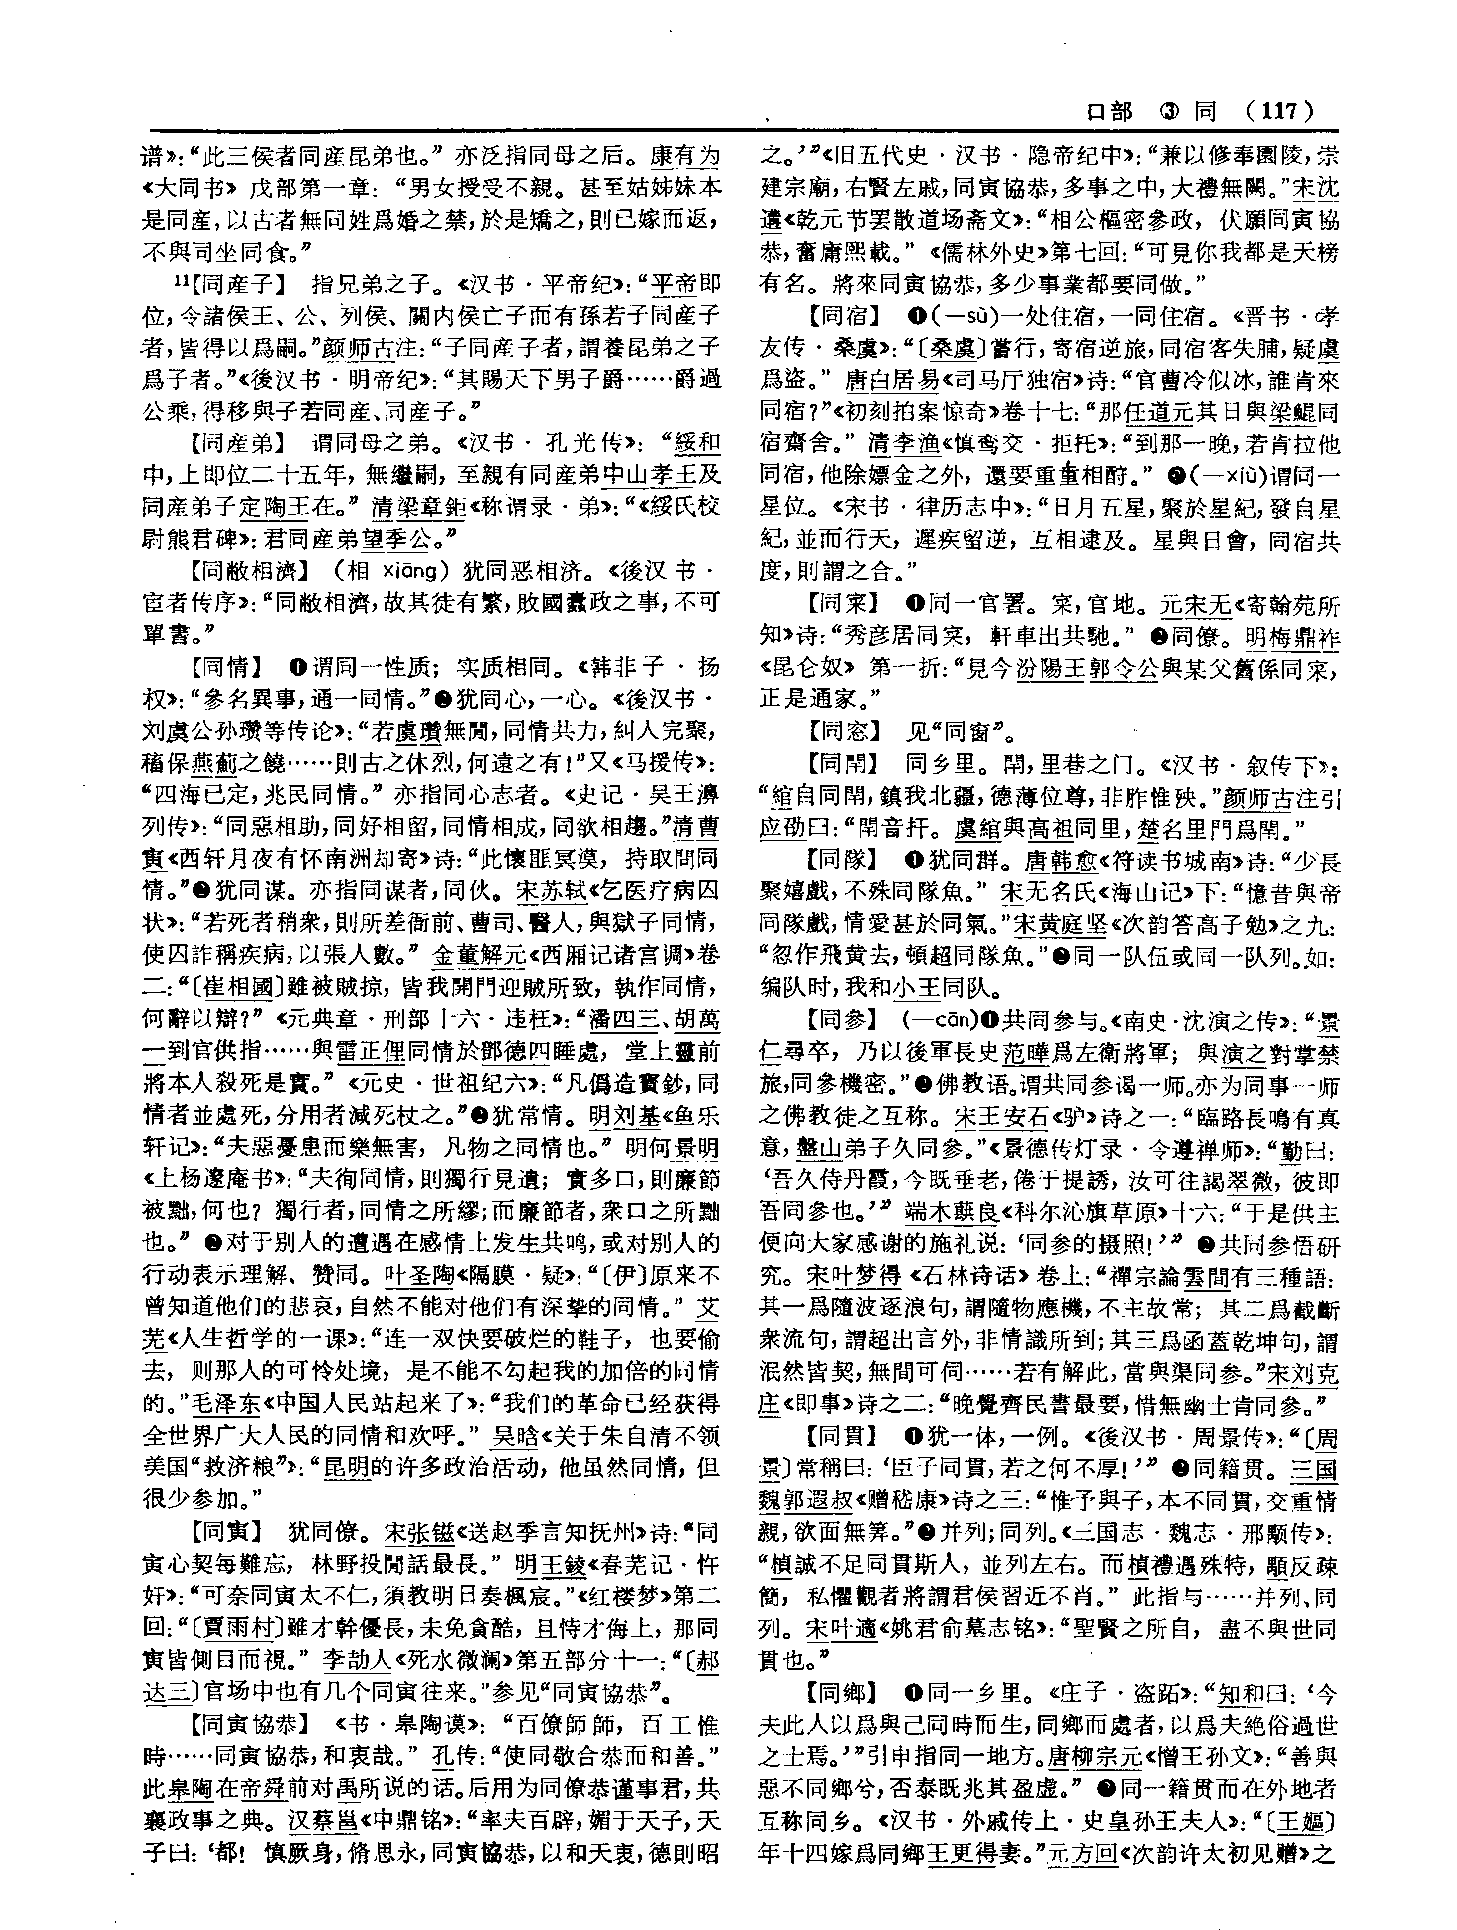 口部 ③ 同 （117）
谱》：“此三侯者同産昆弟也。”亦泛指同母之后。康有为
《大同书》戊部第一章：“男女授受不親。甚至姑姊妹本
是同産，以古者無同姓爲婚之禁，於是矯之，則已嫁而返，
不與同坐同食。”
11【同産子】 指兄弟之子。《汉书·平帝纪》：“平帝即
位，令諸侯王、公、列侯、關内侯亡子而有孫若子同産子
者，皆得以爲嗣。”颜师古注：“子同産子者，謂養昆弟之子
爲子者。”《後汉书·明帝纪》：“其賜天下男子爵……爵過
公乘，得移與子若同産、同産子。”
【同産弟】 谓同母之弟。《汉书·孔光传》：“綏和
中，上即位二十五年，無繼嗣，至親有同産弟中山孝王及
同産弟子定陶王在。”清梁章鉅《称谓录·弟》：“《綏氏校
尉熊君碑》：君同産弟望季公。”
【同敝相濟】（相 xiāng）犹同恶相济。《後汉书·
宦者传序》：“同敝相濟，故其徒有繁，敗國蠹政之事，不可
單書。”
【同情】 ❶谓同一性质；实质相同。《韩非子·扬
权》：“參名異事，通一同情。”❷犹同心，一心。《後汉书·
刘虞公孙瓒等传论》：“若虞瓚無閒，同情共力，糾人完聚，
稸保燕薊之饒……則古之休烈，何遠之有！”又《马援传》：
“四海已定，兆民同情。”亦指同心志者。《史记·吴王濞
列传》：“同惡相助，同好相留，同情相成，同欲相趨。”清曹
寅《西轩月夜有怀南洲却寄》诗：“此懷匪冥漠，持取問同
情。”❸犹同谋。亦指同谋者，同伙。宋苏轼《乞医疗病囚
状》：“若死者稍衆，則所差衙前、曹司、醫人，與獄子同情，
使囚詐稱疾病，以張人數。”金董解元《西厢记诸宫调》卷
二：“〔崔相國〕雖被賊掠，皆我開門迎賊所致，執作同情，
何辭以辯？”《元典章·刑部十六·违枉》：“潘四三、胡萬
一到官供指……與雷正俚同情於鄧德四睡處，堂上靈前
將本人殺死是實。”《元史·世祖纪六》：“凡僞造寶鈔，同
情者並處死，分用者減死杖之。”❹犹常情。明刘基《鱼乐
轩记》：“夫惡憂患而樂無害，凡物之同情也。”明何景明
《上杨邃庵书》：“夫徇同情，則獨行見遺；實多口，則廉節
被黜，何也？獨行者，同情之所繆；而廉節者，衆口之所黜
也。”❺对于别人的遭遇在感情上发生共鸣，或对别人的
行动表示理解、赞同。叶圣陶《隔膜·疑》：“〔伊〕原来不
曾知道他们的悲哀，自然不能对他们有深挚的同情。”艾
芜《人生哲学的一课》：“连一双快要破烂的鞋子，也要偷
去，则那人的可怜处境，是不能不勾起我的加倍的同情
的。”毛泽东《中国人民站起来了》：“我们的革命已经获得
全世界广大人民的同情和欢呼。”吴晗《关于朱自清不领
美国“救济粮”》：“昆明的许多政治活动，他虽然同情，但
很少参加。”
【同寅】 犹同僚。宋张镃《送赵季言知抚州》诗：“同
寅心契每難忘，林野投閒話最長。”明王錂《春芜记·忤
奸》：“可奈同寅太不仁，須教明日奏楓宸。”《红楼梦》第二
回：“〔賈雨村〕雖才幹優長，未免貪酷，且恃才侮上，那同
寅皆側目而視。”李劼人《死水微澜》第五部分十一：“〔郝
达三〕官场中也有几个同寅往来。”参见“同寅協恭”。
【同寅協恭】《书·皋陶谟》：“百僚師師，百工惟
時……同寅協恭，和衷哉。”孔传：“使同敬合恭而和善。”
此皋陶在帝舜前对禹所说的话。后用为同僚恭谨事君，共
襄政事之典。汉蔡邕《中鼎铭》：“率夫百辟，媚于天子，天
子曰：‘都！慎厥身，脩思永，同寅協恭，以和天衷，德則昭
之。’”《旧五代史·汉书·隐帝纪中》：“兼以修奉園陵，崇
建宗廟，右賢左戚，同寅協恭，多事之中，大禮無闕。”宋沈
遘《乾元节罢散道场斋文》：“相公樞密參政，伏願同寅協
恭，奮庸熙載。”《儒林外史》第七回：“可見你我都是天榜
有名。將來同寅協恭，多少事業都要同做。”
【同宿】 ❶(—sù)一处住宿，一同住宿。《晋书·孝
友传·桑虞》：“〔桑虞〕嘗行，寄宿逆旅，同宿客失脯，疑虞
爲盜。”唐白居易《司马厅独宿》诗：“官曹冷似冰，誰肯來
同宿？”《初刻拍案惊奇》卷十七：“那任道元其日與梁鯤同
宿齋舍。”清李渔《慎鸾交·拒托》：“到那一晚，若肯拉他
同宿，他除嫖金之外，還要重重相酧。”❷(—xiù)谓同一
星位。《宋书·律历志中》：“日月五星，聚於星紀，發自星
紀，並而行天，遲疾留逆，互相逮及。星與日會，同宿共
度，則謂之合。”
【同寀】 ❶同一官署。寀，官地。元宋无《寄翰苑所
知》诗：“秀彦居同寀，軒車出共馳。”❷同僚。明梅鼎祚
《昆仑奴》第一折：“見今汾陽王郭令公與某父舊係同寀，
正是通家。”
【同窓】 见“同窗”。
【同閈】 同乡里。閈，里巷之门。《汉书·叙传下》：
“綰自同閈，鎮我北疆，德薄位尊，非胙惟殃。”颜师古注引
应劭曰：“閈音扞。虞綰與高祖同里，楚名里門爲閈。”
【同隊】 ❶犹同群。唐韩愈《符读书城南》诗：“少長
聚嬉戲，不殊同隊魚。”宋无名氏《海山记》下：“憶昔與帝
同隊戲，情愛甚於同氣。”宋黄庭坚《次韵答高子勉》之九：
“忽作飛黄去，頓超同隊魚。”❷同一队伍或同一队列。如：
编队时，我和小王同队。
【同參】 (—cān)❶共同参与。《南史·沈演之传》：“景
仁尋卒，乃以後軍長史范曄爲左衛將軍；與演之對掌禁
旅，同參機密。”❷佛教语。谓共同参谒一师。亦为同事一师
之佛教徒之互称。宋王安石《驴》诗之一：“臨路長鳴有真
意，盤山弟子久同參。”《景德传灯录·令遵禅师》：“勤曰：
‘吾久侍丹霞，今既垂老，倦于提誘，汝可往謁翠微，彼即
吾同參也。’”端木蕻良《科尔沁旗草原》十六：“于是供主
便向大家感谢的施礼说：‘同参的摄照！’”❸共同参悟研
究。宋叶梦得《石林诗话》卷上：“禪宗論雲間有三種語：
其一爲隨波逐浪句，謂隨物應機，不主故常；其二爲截斷
衆流句，謂超出言外，非情識所到；其三爲函蓋乾坤句，謂
泯然皆契，無間可伺……若有解此，當與渠同參。”宋刘克
庄《即事》诗之二：“晚覺齊民書最要，惜無幽士肯同參。”
【同貫】 ❶犹一体，一例。《後汉书·周景传》：“〔周
景〕常稱曰：‘臣子同貫，若之何不厚！’”❷同籍贯。三国
魏郭遐叔《赠嵇康》诗之三：“惟予與子，本不同貫，交重情
親，欲面無筭。”❸并列；同列。《三国志·魏志·邢颙传》：
“楨誠不足同貫斯人，並列左右。而楨禮遇殊特，顒反疎
簡，私懼觀者將謂君侯習近不肖。”此指与……并列、同
列。宋叶適《姚君俞墓志铭》：“聖賢之所自，盡不與世同
貫也。”
【同鄉】 ❶同一乡里。《庄子·盗跖》：“知和曰：‘今
夫此人以爲與己同時而生，同鄉而處者，以爲夫絶俗過世
之士焉。’”引申指同一地方。唐柳宗元《憎王孙文》：“善與
惡不同鄉兮，否泰既兆其盈虚。”❷同一籍贯而在外地者
互称同乡。《汉书·外戚传上·史皇孙王夫人》：“〔王嫗〕
年十四嫁爲同鄉王更得妻。”元方回《次韵许太初见赠》之